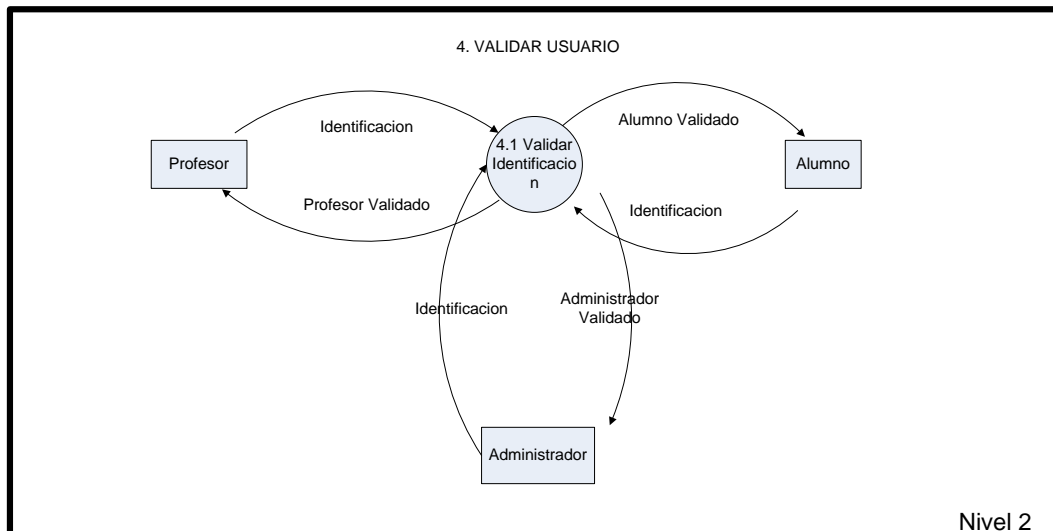 4. VALIDAR USUARIO
Identificacion
Alumno Validado
4.1 Validar
Identificacio
n
Profesor
Alumno
Profesor Validado
Identificacion
Identificacion
Administrador
Validado
Administrador
Nivel 2